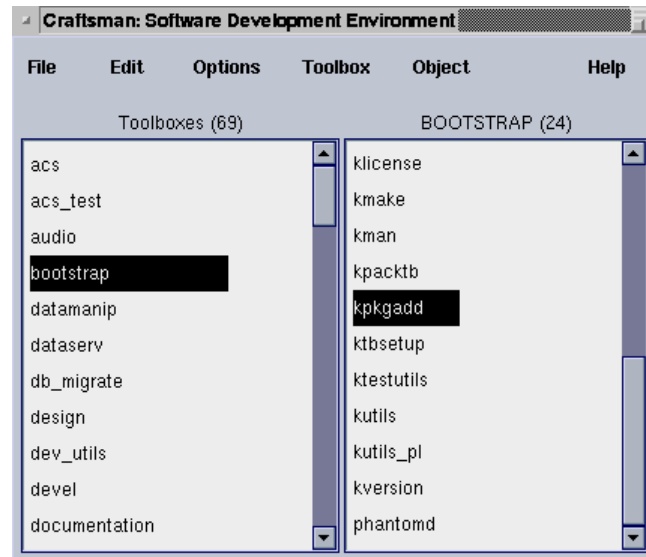 Craftsman: Software Development Environment
File Edit Options Toolbox Object Help
Toolboxes (69)
acs
acs_test
audio
bootstrap
datamanip
dataserv
db_migrate
design
dev_utils
devel
documentation
BOOTSTRAP (24)
klicense
kmake
kman
kpacktb
kpkgadd
ktbsetup
ktestutils
kutils
kutils_pl
kversion
phantomd